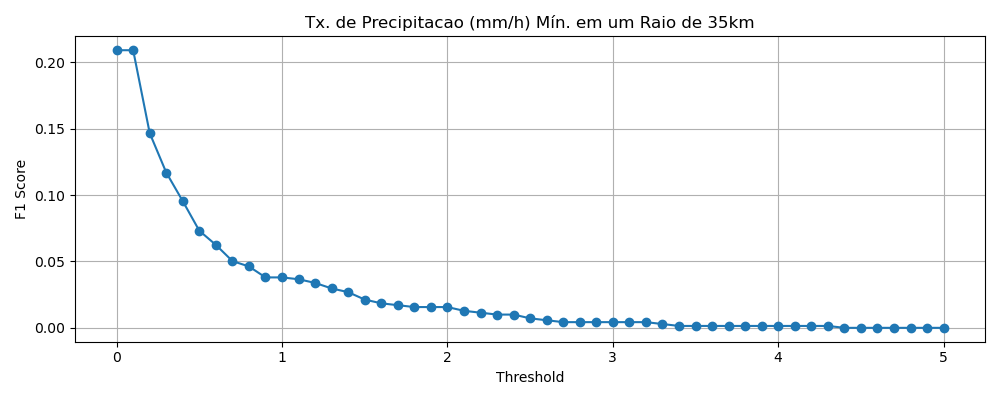 Tx. de Precipitacao (mm/h) Mín. em um Raio de 35km
F1 Score
0.20
0.15
0.10
0.05
0.00
0 1 2 3 4 5
Threshold